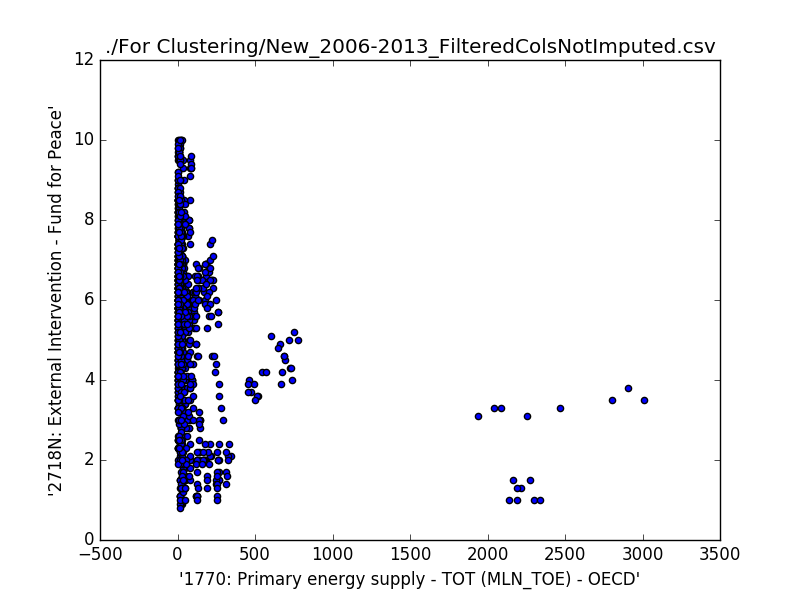 ./For Clustering/New_2006-2013_FilteredColsNotImputed.csv
12
10
8
6
4
2
0
'2718N: External Intervention - Fund for Peace'
−500 0 500 1000 1500 2000 2500 3000 3500
'1770: Primary energy supply - TOT (MLN_TOE) - OECD'